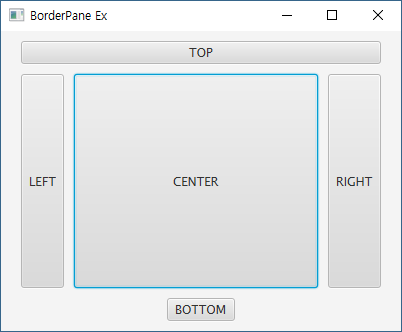 BorderPane Ex
TOP
LEFT
CENTER
RIGHT
BOTTOM